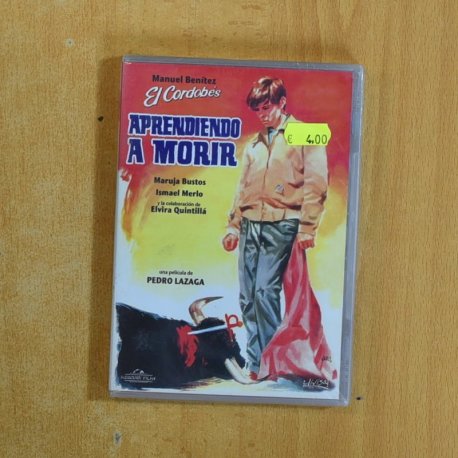 Manuel Benítez
El Cordobés
APRENDIENDO
A MORIR
€ 4,00
Maruja Bustos
Ismael Merlo
y la colaboración de
Elvira Quintillá
una película de
PEDRO LAZAGA